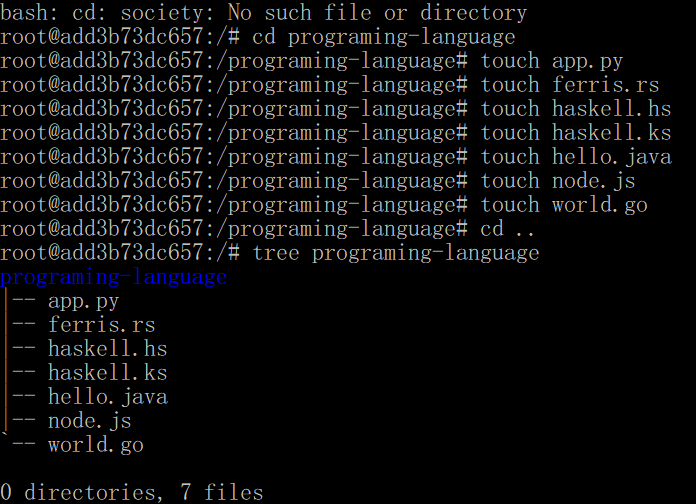 bash: cd: society: No such file or directory
root@add3b73dc657:/# cd programing-language
root@add3b73dc657:/programing-language# touch app.py
root@add3b73dc657:/programing-language# touch ferris.rs
root@add3b73dc657:/programing-language# touch haskell.hs
root@add3b73dc657:/programing-language# touch haskell.ks
root@add3b73dc657:/programing-language# touch hello.java
root@add3b73dc657:/programing-language# touch node.js
root@add3b73dc657:/programing-language# touch world.go
root@add3b73dc657:/programing-language# cd ..
root@add3b73dc657:/# tree programing-language
programing-language
|-- app.py
|-- ferris.rs
|-- haskell.hs
|-- haskell.ks
|-- hello.java
|-- node.js
`-- world.go
0 directories, 7 files